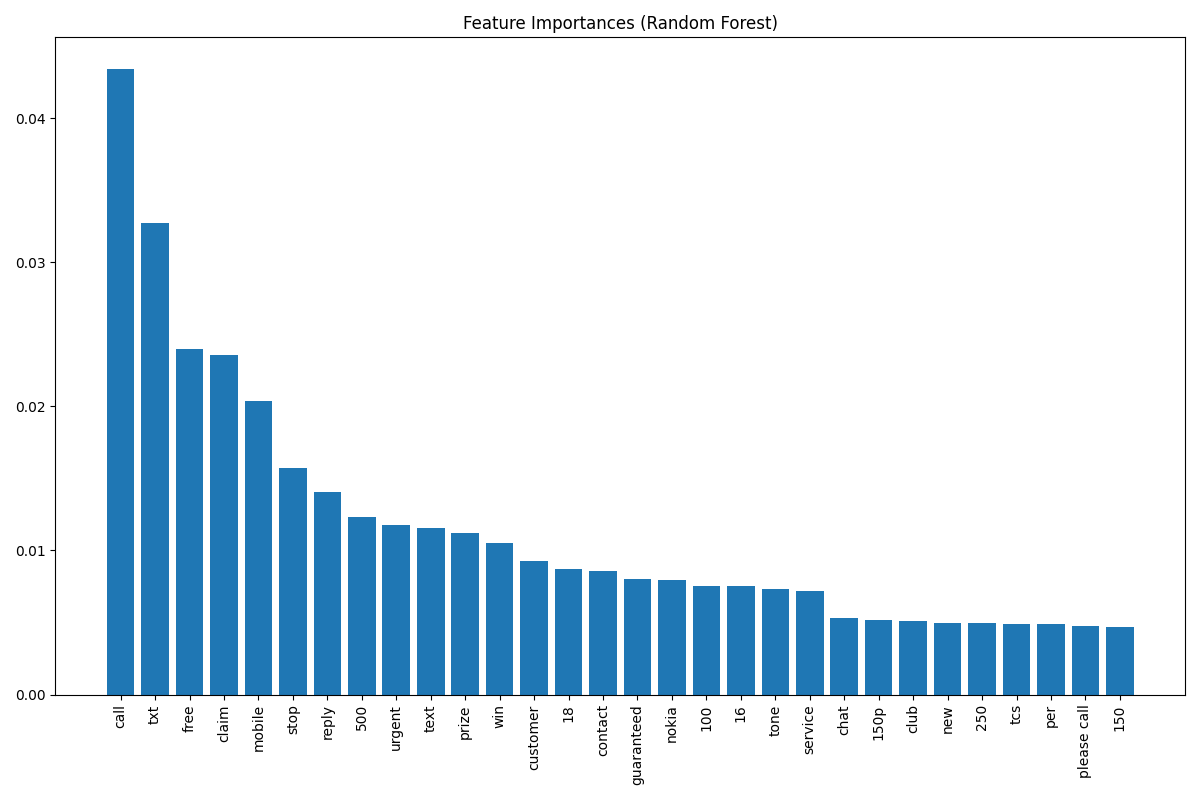 Feature Importances (Random Forest)
0.04
0.03
0.02
0.01
0.00
call
txt
free
claim
mobile
stop
reply
500
urgent
text
prize
win
customer
18
contact
guaranteed
nokia
100
16
tone
service
chat
150p
club
new
250
tcs
per
please call
150